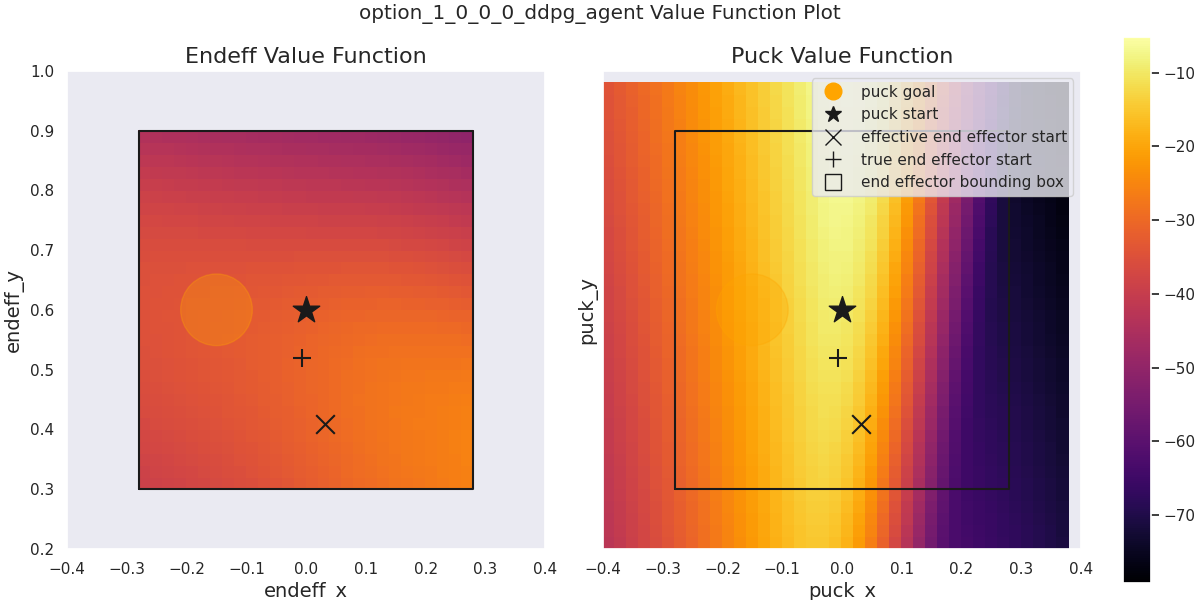 option_1_0_0_0_ddpg_agent Value Function Plot
Endeff Value Function
1.0
0.9
0.8
0.7
0.6
0.5
0.4
0.3
0.2
endeff_y
−0.4 −0.3 −0.2 −0.1 0.0 0.1 0.2 0.3 0.4
endeff_x
Puck Value Function
puck goal
puck start
effective end effector start
true end effector start
end effector bounding box
puck_y
−0.4 −0.3 −0.2 −0.1 0.0 0.1 0.2 0.3 0.4
puck_x
−10
−20
−30
−40
−50
−60
−70